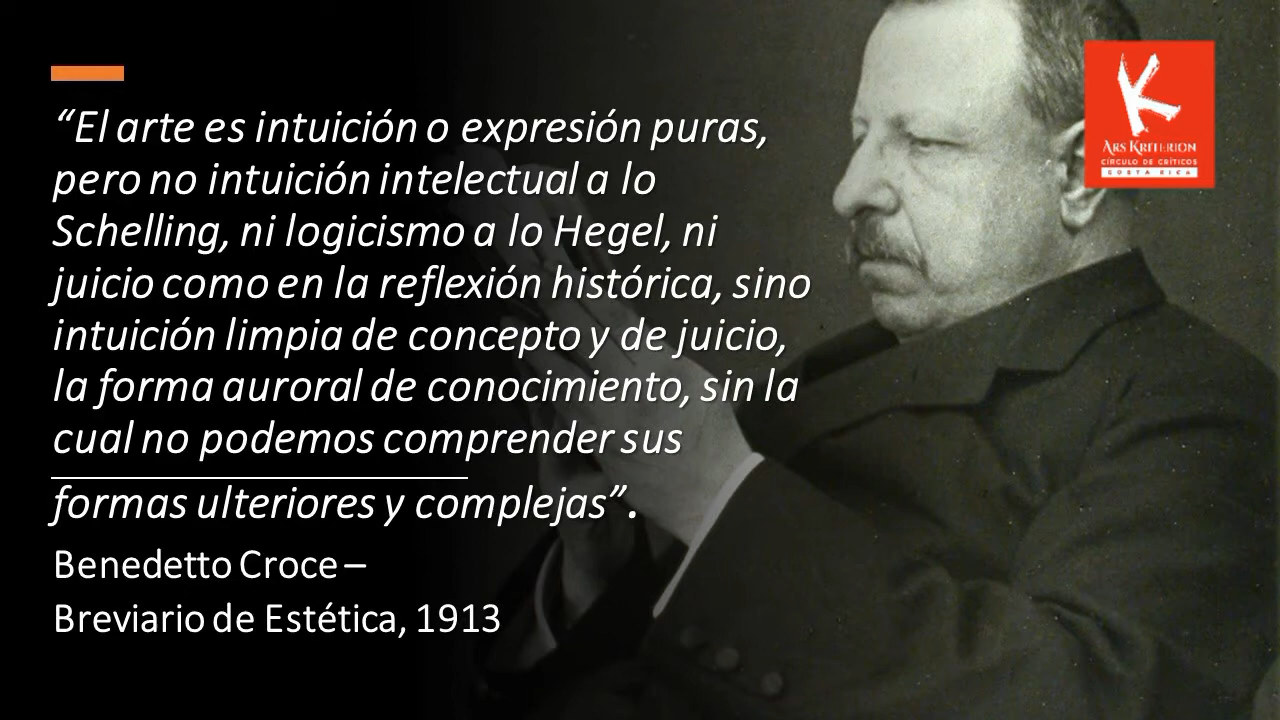 “El arte es intuición o expresión puras,
pero no intuición intelectual a lo
Schelling, ni logicismo a lo Hegel, ni
juicio como en la reflexión histórica, sino
intuición limpia de concepto y de juicio,
la forma auroral de conocimiento, sin la
cual no podemos comprender sus
formas ulteriores y complejas”.
Benedetto Croce –
Breviario de Estética, 1913
K
ARS KRITERION
CÍRCULO DE CRÍTICOS
COSTA RICA